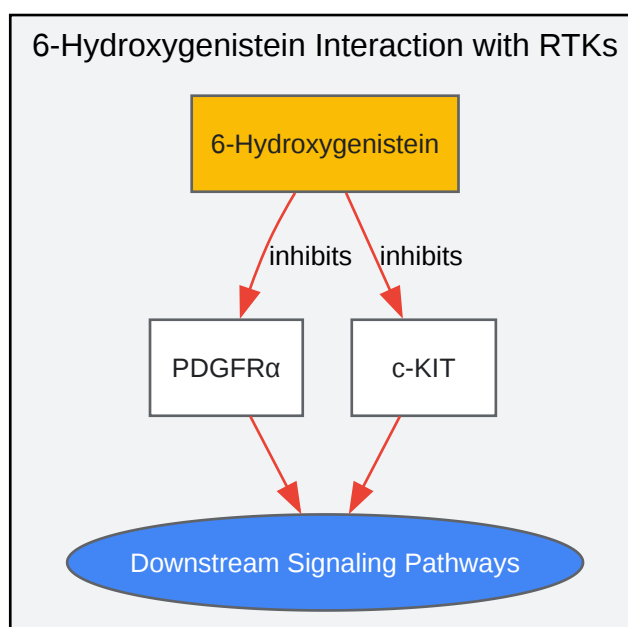 6-Hydroxygenistein Interaction with RTKs
6-Hydroxygenistein
inhibits
inhibits
PDGFRα
c-KIT
Downstream Signaling Pathways